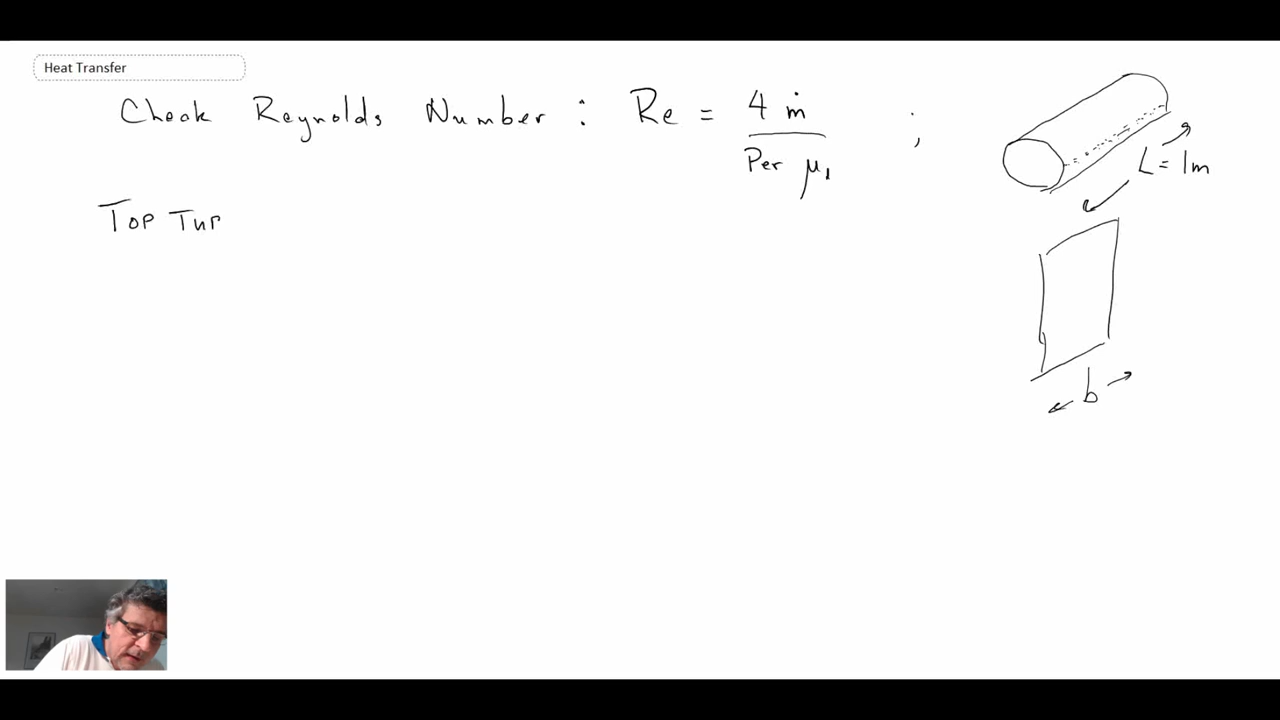 Heat Transfer
Check Reynolds Number : Re = 4 ṁ / Per μ₁ ;
L = 1m
Top Tur
b